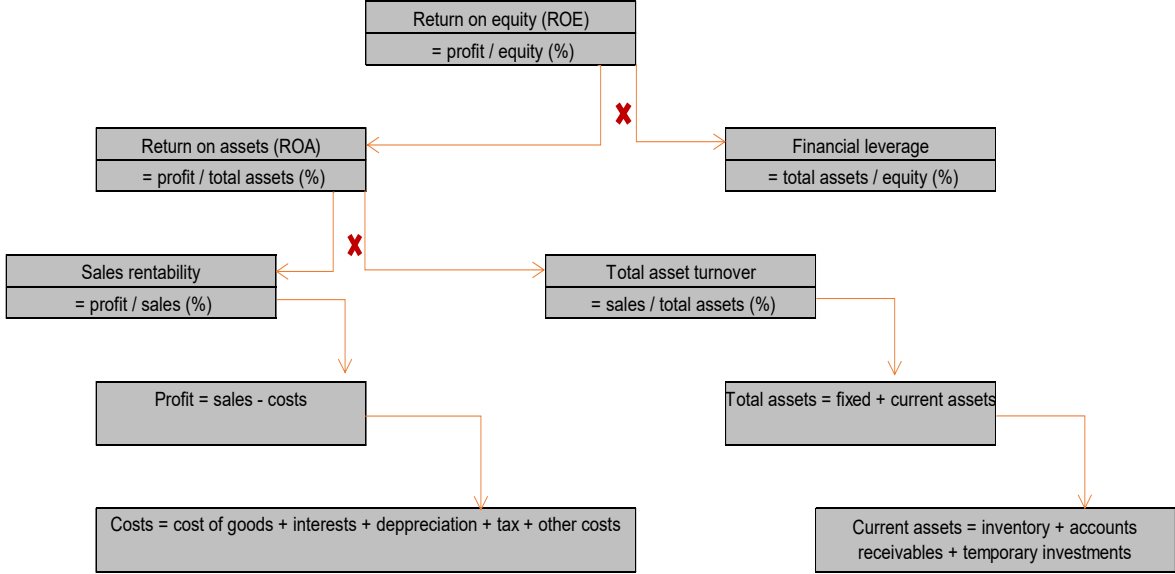 Return on equity (ROE)
= profit / equity (%)
Return on assets (ROA)
= profit / total assets (%)
Financial leverage
= total assets / equity (%)
Sales rentability
= profit / sales (%)
Total asset turnover
= sales / total assets (%)
Profit = sales - costs
Total assets = fixed + current assets
Costs = cost of goods + interests + deppreciation + tax + other costs
Current assets = inventory + accounts
receivables + temporary investments